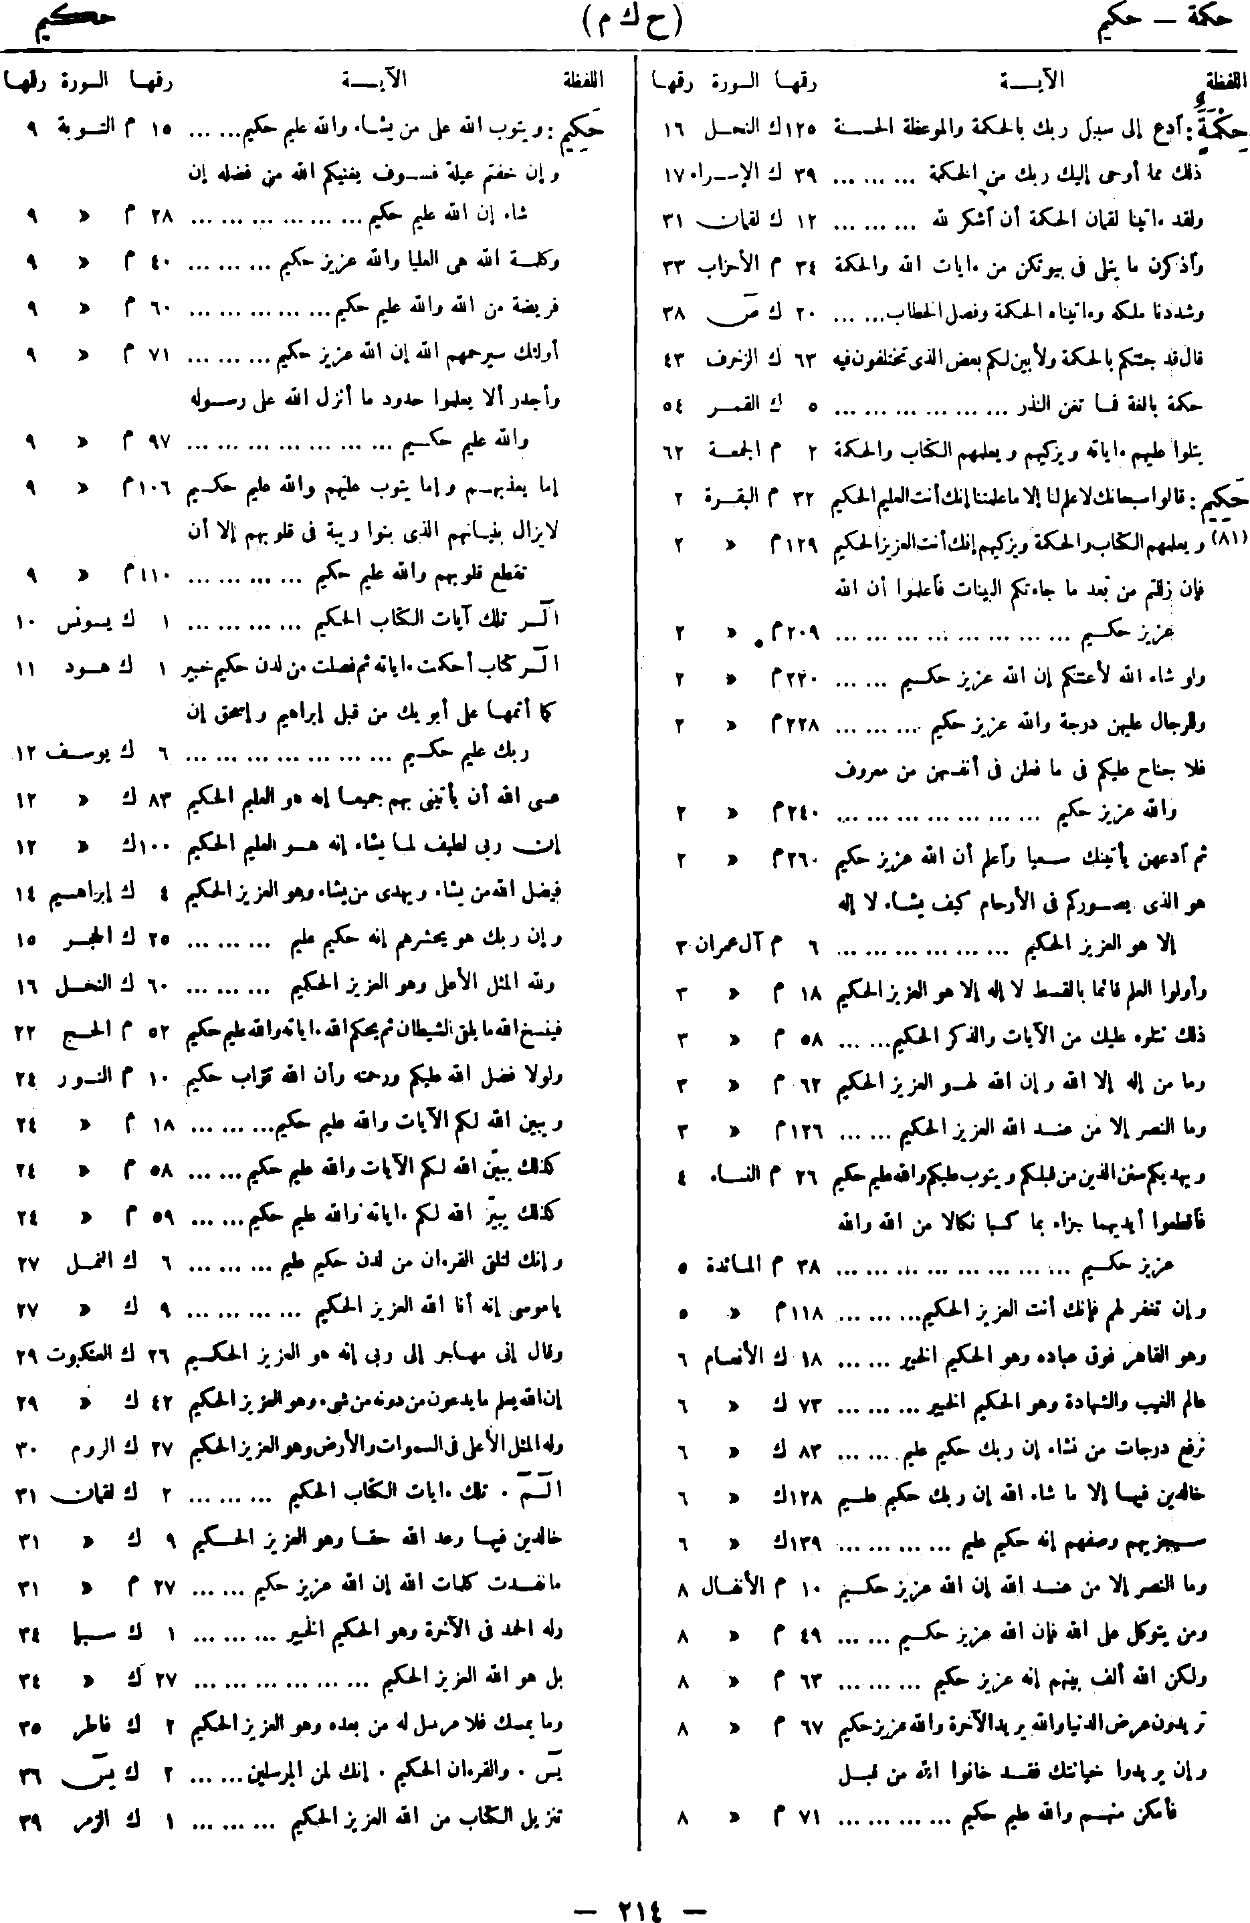 حكمة — حكيم
(ح ك م)
حكيم
اللفظة الآيــة رقمها السورة رقمها
حِكْمَةٍ : أدع إلى سبيل ربك بالحكمة والموعظة الحسنة ١٢٥ ك النحل ١٦
ذلك مما أوحى إليك ربك من الحكمة ... ... ... ٣٩ ك الإسراء ١٧
ولقد ءاتينا لقمان الحكمة أن آشكر لله ... ... ... ١٢ ك لقمان ٣١
وآذكرن ما يتلى فى بيوتكن من ءايات الله والحكمة ٣٤ م الأحزاب ٣٣
وشددنا ملكه وءاتيناه الحكمة وفصل الخطاب... ... ٢٠ ك صۤ ٣٨
قال قد جئتكم بالحكمة ولأبين لكم بعض الذى تختلفون فيه ٦٣ ك الزخرف ٤٣
حكمة بالغة فما تغن النذر ... ... ... ... ... ... ٥ ك القمر ٥٤
يتلوا عليهم ءاياته ويزكيهم ويعلمهم الكتاب والحكمة ٢ م الجمعة ٦٢
حَكِيم : قالوا سبحانك لا علم لنا إلا ما علمتنا إنك أنت العليم الحكيم ٣٢ م البقرة ٢
(٨١) ويعلمهم الكتاب والحكمة ويزكيهم إنك أنت العزيز الحكيم ١٢٩ م « ٢
فإن زللتم من بعد ما جاءتكم البينات فآعلموا أن الله
عزيز حكيم ... ... ... ... ... ... ... ... ٢٠٩ م « ٢
ولو شاء الله لأعنتكم إن الله عزيز حكيم ... ... ٢٢٠ م « ٢
وللرجال عليهن درجة والله عزيز حكيم ... ... ... ٢٢٨ م « ٢
فلا جناح عليكم فى ما فعلن فى أنفسهن من معروف
والله عزيز حكيم ... ... ... ... ... ... ... ٢٤٠ م « ٢
ثم آدعهن يأتينك سعيا وآعلم أن الله عزيز حكيم ٢٦٠ م « ٢
هو الذى يصوركم فى الأرحام كيف يشاء لا إله
إلا هو العزيز الحكيم ... ... ... ... ... ... ٦ م آل عمران ٣
وأولوا العلم قائما بالقسط لا إله إلا هو العزيز الحكيم ١٨ م « ٣
ذلك نتلوه عليك من الآيات والذكر الحكيم... ... ٥٨ م « ٣
وما من إله إلا الله وإن الله لهو العزيز الحكيم ٦٢ م « ٣
وما النصر إلا من عند الله العزيز الحكيم ... ... ١٢٦ م « ٣
ويهديكم سنن الذين من قبلكم ويتوب عليكم والله عليم حكيم ٢٦ م النساء ٤
فآقطعوا أيديهما جزاء بما كسبا نكالا من الله والله
عزيز حكيم ... ... ... ... ... ... ... ... ٣٨ م المائدة ٥
وإن تغفر لهم فإنك أنت العزيز الحكيم... ... ... ١١٨ م « ٥
وهو القاهر فوق عباده وهو الحكيم الخبير ... ... ١٨ ك الأنعام ٦
عالم الغيب والشهادة وهو الحكيم الخبير ... ... ... ٧٣ ك « ٦
نرفع درجات من نشاء إن ربك حكيم عليم ... ... ٨٣ ك « ٦
خالدين فيها إلا ما شاء الله إن ربك حكيم عليم ١٢٨ ك « ٦
سيجزيهم وصفهم إنه حكيم عليم ... ... ... ... ١٣٩ ك « ٦
وما النصر إلا من عند الله إن الله عزيز حكيم ١٠ م الأنفال ٨
ومن يتوكل على الله فإن الله عزيز حكيم ... ... ٤٩ م « ٨
ولكن الله ألف بينهم إنه عزيز حكيم ... ... ... ٦٣ م « ٨
تريدون عرض الدنيا والله يريد الآخرة والله عزيز حكيم ٦٧ م « ٨
وإن يريدوا خيانتك فقد خانوا الله من قبل
فأمكن منهم والله عليم حكيم ... ... ... ... ٧١ م « ٨
اللفظة الآيــة رقمها السورة رقمها
حَكِيم : ويتوب الله على من يشاء والله عليم حكيم... ... ١٥ م التوبة ٩
وإن خفتم عيلة فسوف يغنيكم الله من فضله إن
شاء إن الله عليم حكيم ... ... ... ... ... ... ٢٨ م « ٩
وكلمة الله هى العليا والله عزيز حكيم ... ... ... ٤٠ م « ٩
فريضة من الله والله عليم حكيم... ... ... ... ... ٦٠ م « ٩
أولئك سيرحمهم الله إن الله عزيز حكيم ... ... ... ٧١ م « ٩
وأجدر ألا يعلموا حدود ما أنزل الله على رسوله
والله عليم حكيم ... ... ... ... ... ... ... ٩٧ م « ٩
إما يعذبهم وإما يتوب عليهم والله عليم حكيم ١٠٦ م « ٩
لا يزال بنيانهم الذى بنوا ريبة فى قلوبهم إلا أن
تقطع قلوبهم والله عليم حكيم ... ... ... ... ١١٠ م « ٩
الۤـر تلك آيات الكتاب الحكيم ... ... ... ... ١ ك يونس ١٠
الۤـر كتاب أحكمت ءاياته ثم فصلت من لدن حكيم خبير ١ ك هود ١١
كما أتمها على أبويك من قبل إبراهيم وإسحق إن
ربك عليم حكيم ... ... ... ... ... ... ... ٦ ك يوسف ١٢
عسى الله أن يأتينى بهم جميعا إنه هو العليم الحكيم ٨٣ ك « ١٢
إن ربى لطيف لما يشاء إنه هو العليم الحكيم ١٠٠ ك « ١٢
فيضل الله من يشاء ويهدى من يشاء وهو العزيز الحكيم ٤ ك إبراهيم ١٤
وإن ربك هو يحشرهم إنه حكيم عليم ... ... ... ٢٥ ك الحجر ١٥
ولله المثل الأعلى وهو العزيز الحكيم ... ... ... ٦٠ ك النحل ١٦
فينسخ الله ما يلقى الشيطان ثم يحكم الله ءاياته والله عليم حكيم ٥٢ م الحج ٢٢
ولولا فضل الله عليكم ورحمته وأن الله توّاب حكيم ١٠ م النور ٢٤
ويبين الله لكم الآيات والله عليم حكيم... ... ... ١٨ م « ٢٤
كذلك يبيّن الله لكم الآيات والله عليم حكيم ... ... ٥٨ م « ٢٤
كذلك يبيّن الله لكم ءاياته والله عليم حكيم... ... ٥٩ م « ٢٤
وإنك لتلقى القرءان من لدن حكيم عليم ... ... ... ٦ ك النمل ٢٧
ياموسى إنه أنا الله العزيز الحكيم ... ... ... ... ٩ ك « ٢٧
وقال إنى مهاجر إلى ربى إنه هو العزيز الحكيم ٢٦ ك العنكبوت ٢٩
إن الله يعلم ما يدعون من دونه من شىء وهو العزيز الحكيم ٤٢ ك « ٢٩
وله المثل الأعلى فى السموات والأرض وهو العزيز الحكيم ٢٧ ك الروم ٣٠
الۤـمۤ . تلك ءايات الكتاب الحكيم ... ... ... ٢ ك لقمان ٣١
خالدين فيها وعد الله حقا وهو العزيز الحكيم ٩ ك « ٣١
ما نفدت كلمات الله إن الله عزيز حكيم ... ... ٢٧ م « ٣١
وله الحمد فى الآخرة وهو الحكيم الخبير ... ... ... ١ ك سبإ ٣٤
بل هو الله العزيز الحكيم ... ... ... ... ... ... ٢٧ ك « ٣٤
وما يمسك فلا مرسل له من بعده وهو العزيز الحكيم ٢ ك فاطر ٣٥
يسۤ . والقرءان الحكيم . إنك لمن المرسلين... ... ٢ ك يسۤ ٣٦
تنزيل الكتاب من الله العزيز الحكيم ... ... ... ١ ك الزمر ٣٩
— ٢١٤ —